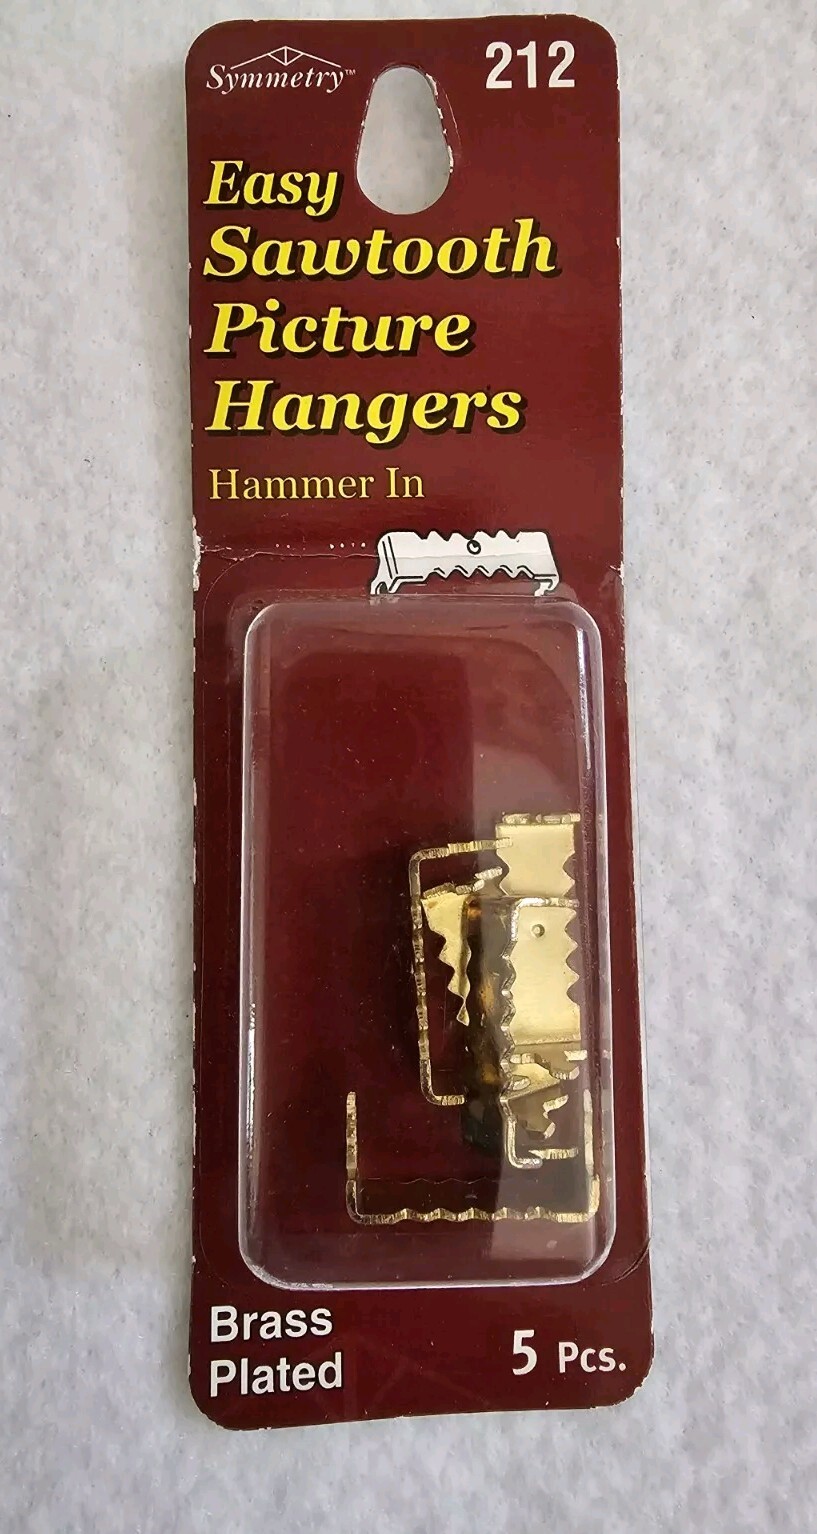 Symmetry™
212
Easy
Sawtooth
Picture
Hangers
Hammer In
Brass
Plated
5 Pcs.